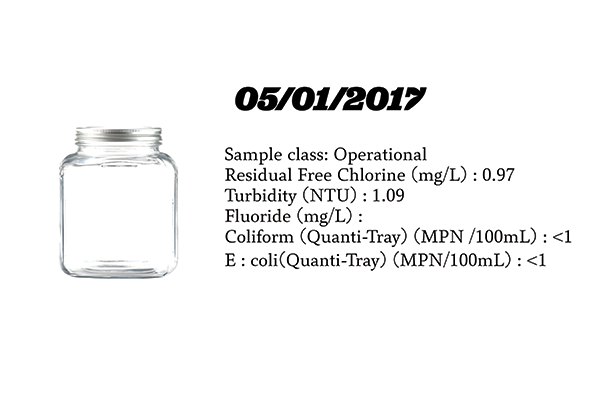 05/01/2017
Sample class: Operational
Residual Free Chlorine (mg/L) : 0.97
Turbidity (NTU) : 1.09
Fluoride (mg/L) :
Coliform (Quanti-Tray) (MPN /100mL) : <1
E : coli(Quanti-Tray) (MPN/100mL) : <1